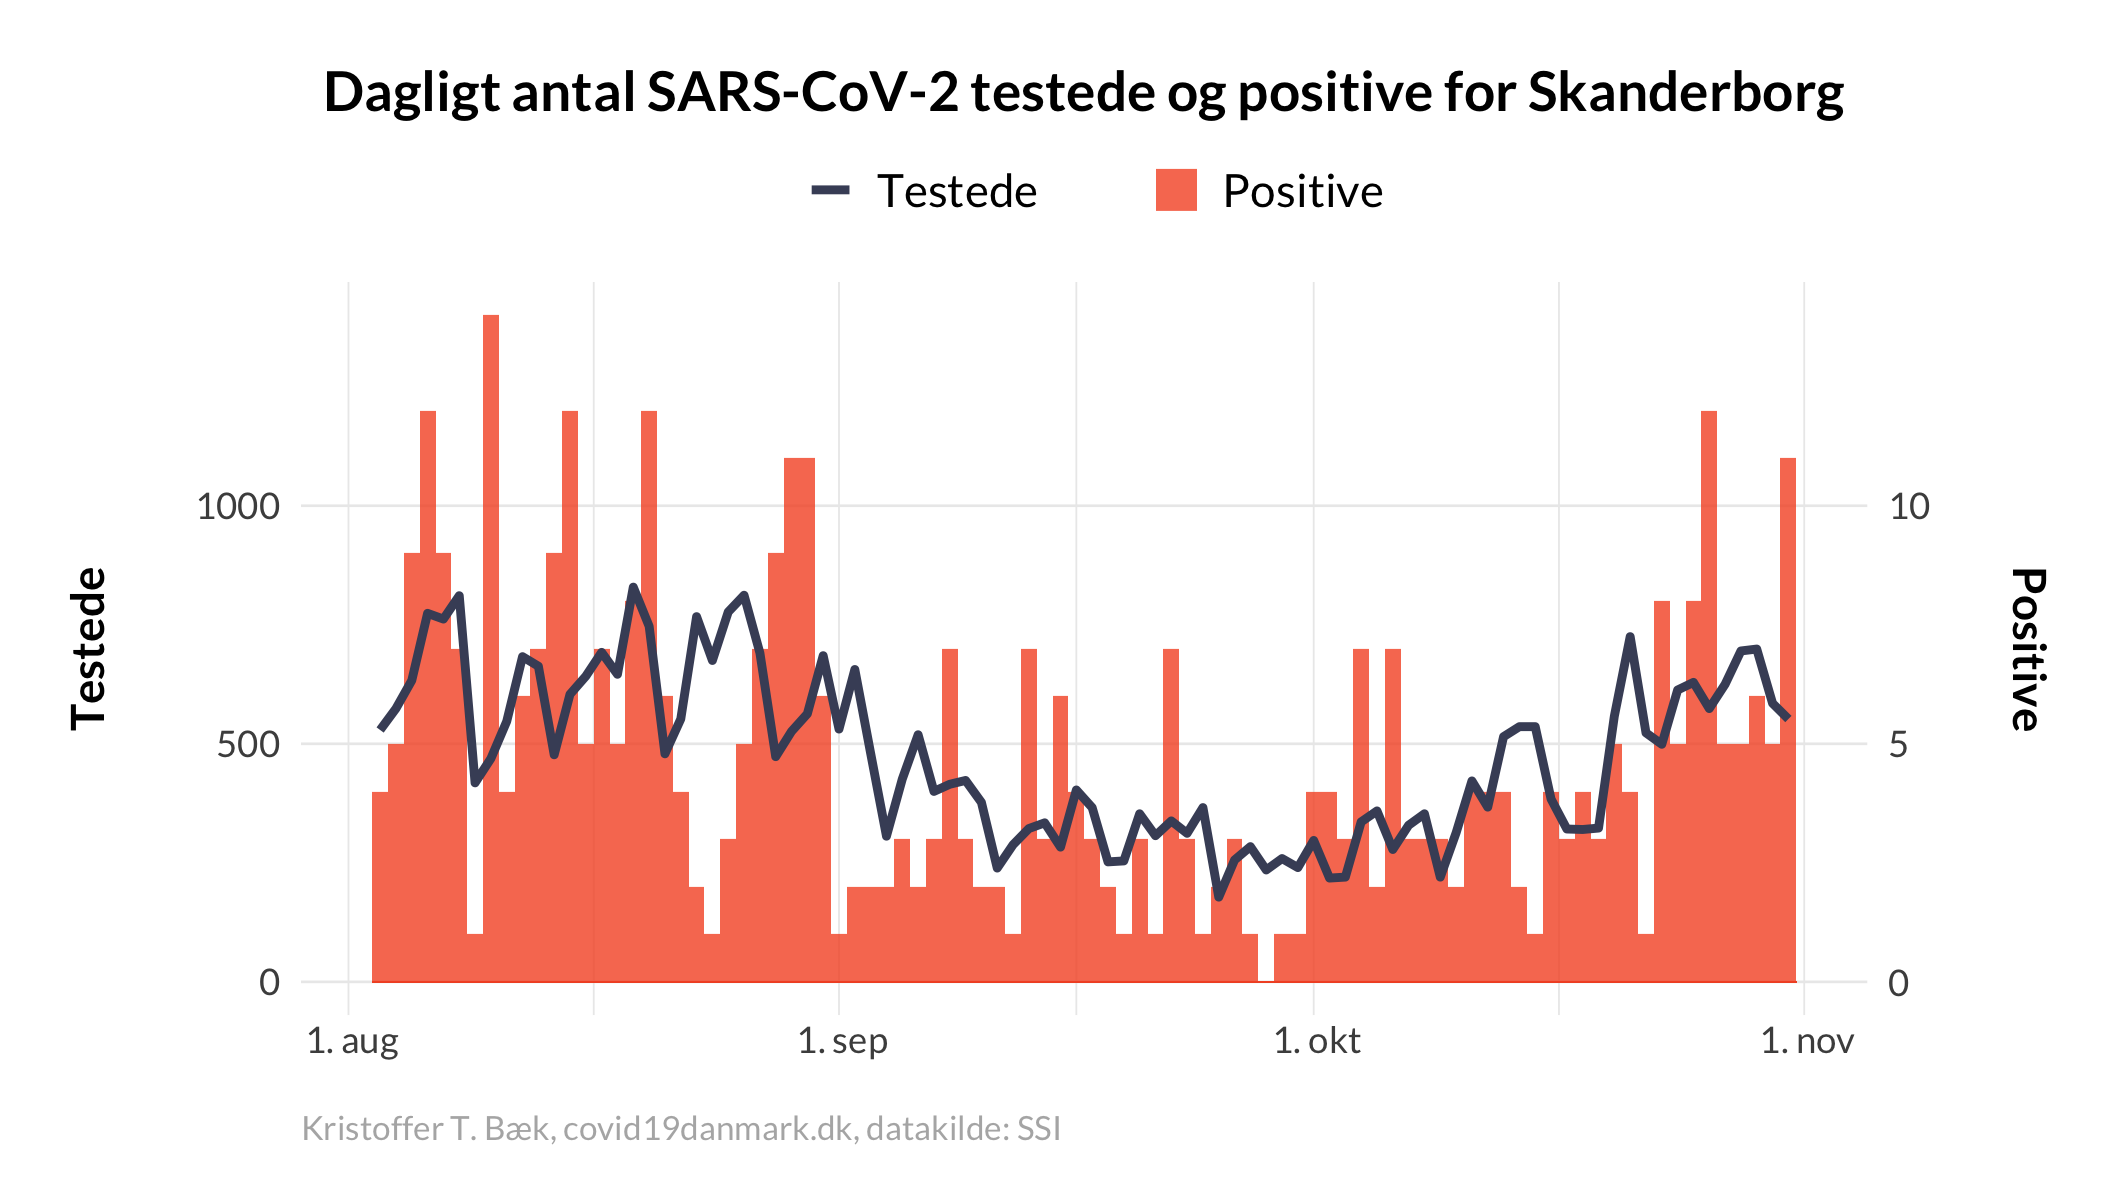 Dagligt antal SARS-CoV-2 testede og positive for Skanderborg
Testede
Positive
1000
500
0
10
5
0
Testede
Positive
1. aug
1. sep
1. okt
1. nov
Kristoffer T. Bæk, covid19danmark.dk, datakilde: SSI